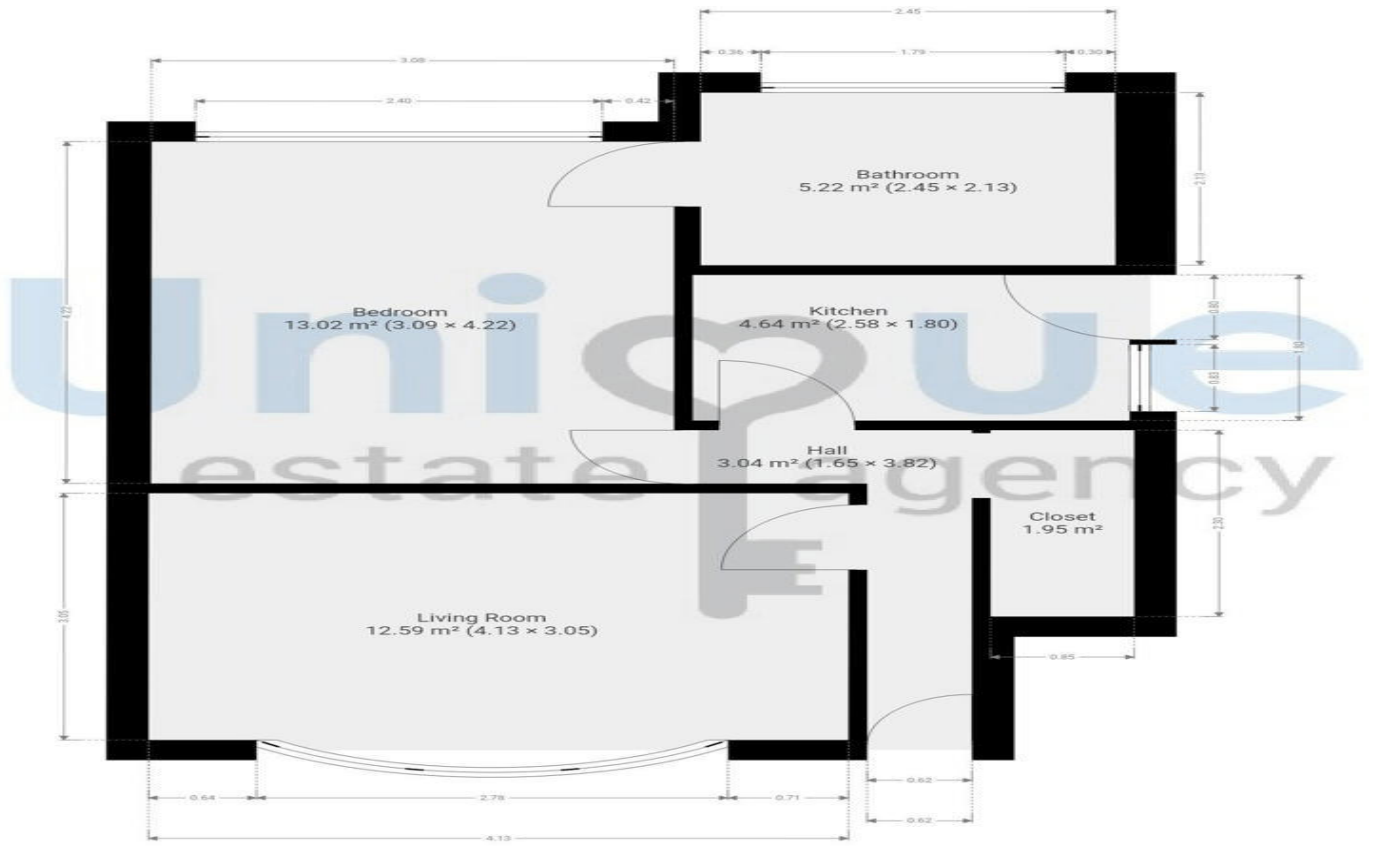 2.45
0.36
1.79
0.30
3.08
2.40
0.42
Bathroom
5.22 m² (2.45 × 2.13)
2.13
Bedroom
13.02 m² (3.09 × 4.22)
4.22
Kitchen
4.64 m² (2.58 × 1.80)
0.80
1.80
0.83
Unique
estate agency
Hall
3.04 m² (1.65 × 3.82)
Closet
1.95 m²
2.30
Living Room
12.59 m² (4.13 × 3.05)
3.05
0.85
0.62
0.64
2.78
0.71
0.62
4.13